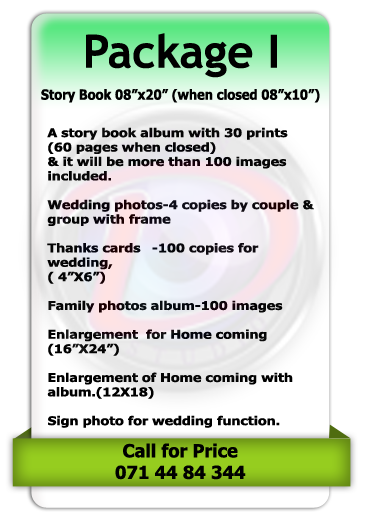 Package I
Story Book 08”x20” (when closed 08”x10”)
A story book album with 30 prints
(60 pages when closed)
& it will be more than 100 images
included.
Wedding photos-4 copies by couple &
group with frame
Thanks cards -100 copies for
wedding,
( 4”X6”)
Family photos album-100 images
Enlargement for Home coming
(16”X24”)
Enlargement of Home coming with
album.(12X18)
Sign photo for wedding function.
Call for Price
071 44 84 344